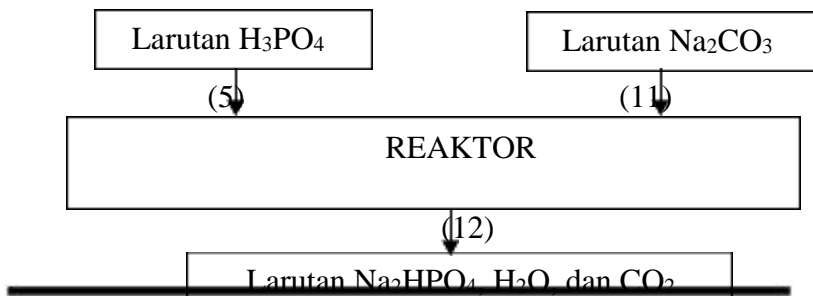 Larutan H₃PO₄ Larutan Na₂CO₃
(5) (11)
REAKTOR
(12)
Larutan Na₂HPO₄, H₂O, dan CO₂